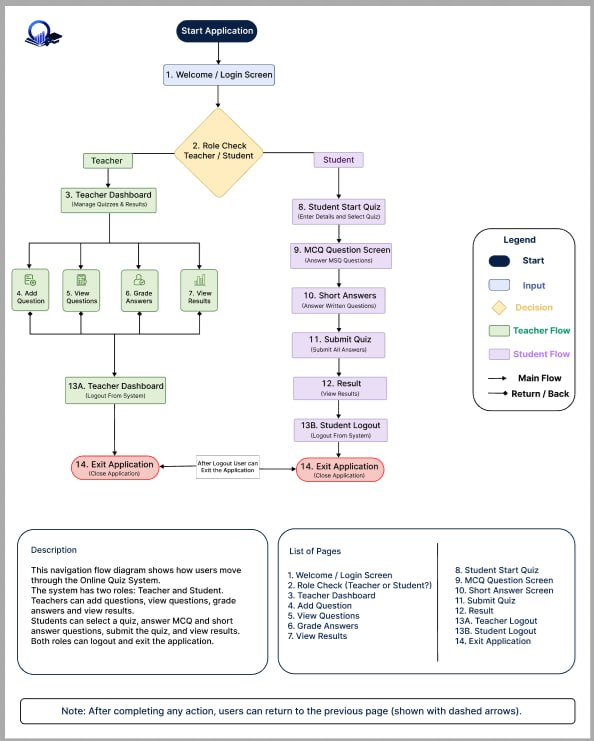 Start Application
1. Welcome / Login Screen
2. Role Check
Teacher / Student
Teacher
Student
3. Teacher Dashboard
(Manage Quizzes & Results)
4. Add
Question
5. View
Questions
6. Grade
Answers
7. View
Results
13A. Teacher Dashboard
(Logout From System)
14. Exit Application
(Close Application)
After Logout User can
Exit the Application
8. Student Start Quiz
(Enter Details and Select Quiz)
9. MCQ Question Screen
(Answer MSQ Questions)
10. Short Answers
(Answer Written Questions)
11. Submit Quiz
(Submit All Answers)
12. Result
(View Results)
13B. Student Logout
(Logout From System)
14. Exit Application
(Close Application)
Legend
Start
Input
Decision
Teacher Flow
Student Flow
Main Flow
Return / Back
Description
This navigation flow diagram shows how users move
through the Online Quiz System.
The system has two roles: Teacher and Student.
Teachers can add questions, view questions, grade
answers and view results.
Students can select a quiz, answer MCQ and short
answer questions, submit the quiz, and view results.
Both roles can logout and exit the application.
List of Pages
1. Welcome / Login Screen
2. Role Check (Teacher or Student?)
3. Teacher Dashboard
4. Add Question
5. View Questions
6. Grade Answers
7. View Results
8. Student Start Quiz
9. MCQ Question Screen
10. Short Answer Screen
11. Submit Quiz
12. Result
13A. Teacher Logout
13B. Student Logout
14. Exit Application
Note: After completing any action, users can return to the previous page (shown with dashed arrows).